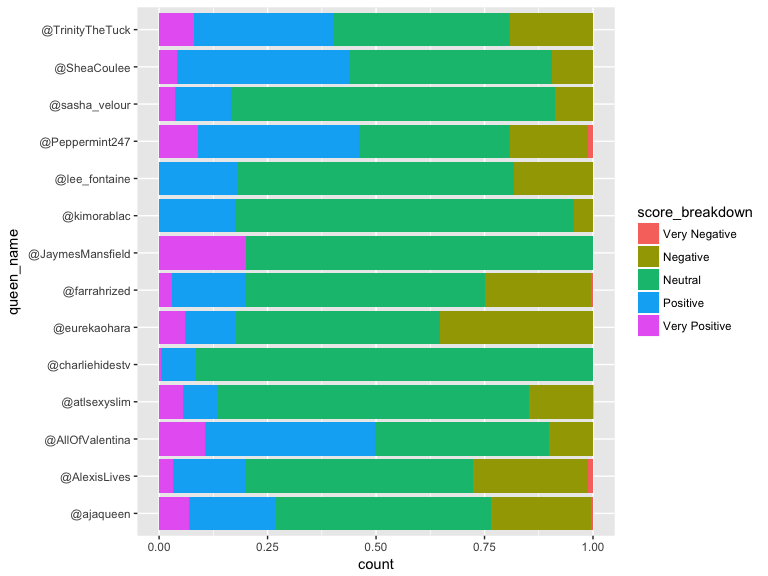 @TrinityTheTuck
@SheaCoulee
@sasha_velour
@Peppermint247
@lee_fontaine
@kimorablac
@JaymesMansfield
@farrahrized
@eurekaohara
@charliehidestv
@atlsexyslim
@AllOfValentina
@AlexisLives
@ajaqueen
queen_name
0.00 0.25 0.50 0.75 1.00
count
score_breakdown
Very Negative
Negative
Neutral
Positive
Very Positive